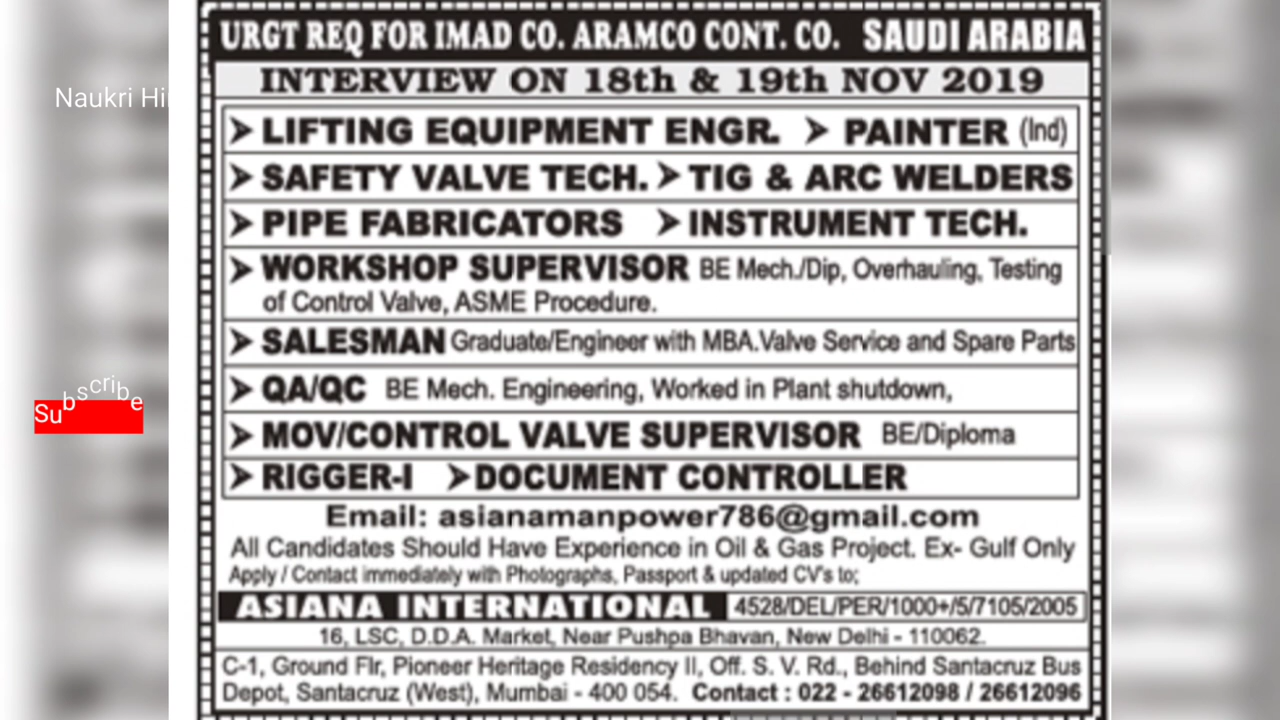 URGT REQ FOR IMAD CO. ARAMCO CONT. CO. SAUDI ARABIA
INTERVIEW ON 18th & 19th NOV 2019
➤ LIFTING EQUIPMENT ENGR. ➤ PAINTER (Ind)
➤ SAFETY VALVE TECH. ➤ TIG & ARC WELDERS
➤ PIPE FABRICATORS ➤ INSTRUMENT TECH.
➤ WORKSHOP SUPERVISOR BE Mech./Dip, Overhauling, Testing
of Control Valve, ASME Procedure.
➤ SALESMAN Graduate/Engineer with MBA.Valve Service and Spare Parts
➤ QA/QC BE Mech. Engineering, Worked in Plant shutdown,
➤ MOV/CONTROL VALVE SUPERVISOR BE/Diploma
➤ RIGGER-I ➤ DOCUMENT CONTROLLER
Email: asianamanpower786@gmail.com
All Candidates Should Have Experience in Oil & Gas Project. Ex- Gulf Only
Apply / Contact immediately with Photographs, Passport & updated CV's to;
ASIANA INTERNATIONAL 4528/DEL/PER/1000+/5/7105/2005
16, LSC, D.D.A. Market, Near Pushpa Bhavan, New Delhi - 110062.
C-1, Ground Flr, Pioneer Heritage Residency II, Off. S. V. Rd., Behind Santacruz Bus
Depot, Santacruz (West), Mumbai - 400 054. Contact : 022 - 26612098 / 26612096
Naukri Hi
Subscribe